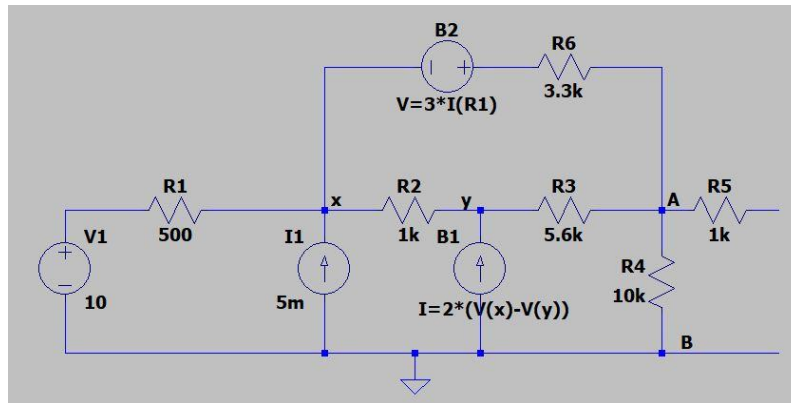 B2
R6
V=3*I(R1)
3.3k
R1
x
R2
y
R3
A
R5
V1
500
I1
1k
B1
5.6k
1k
R4
10
5m
I=2*(V(x)-V(y))
10k
B